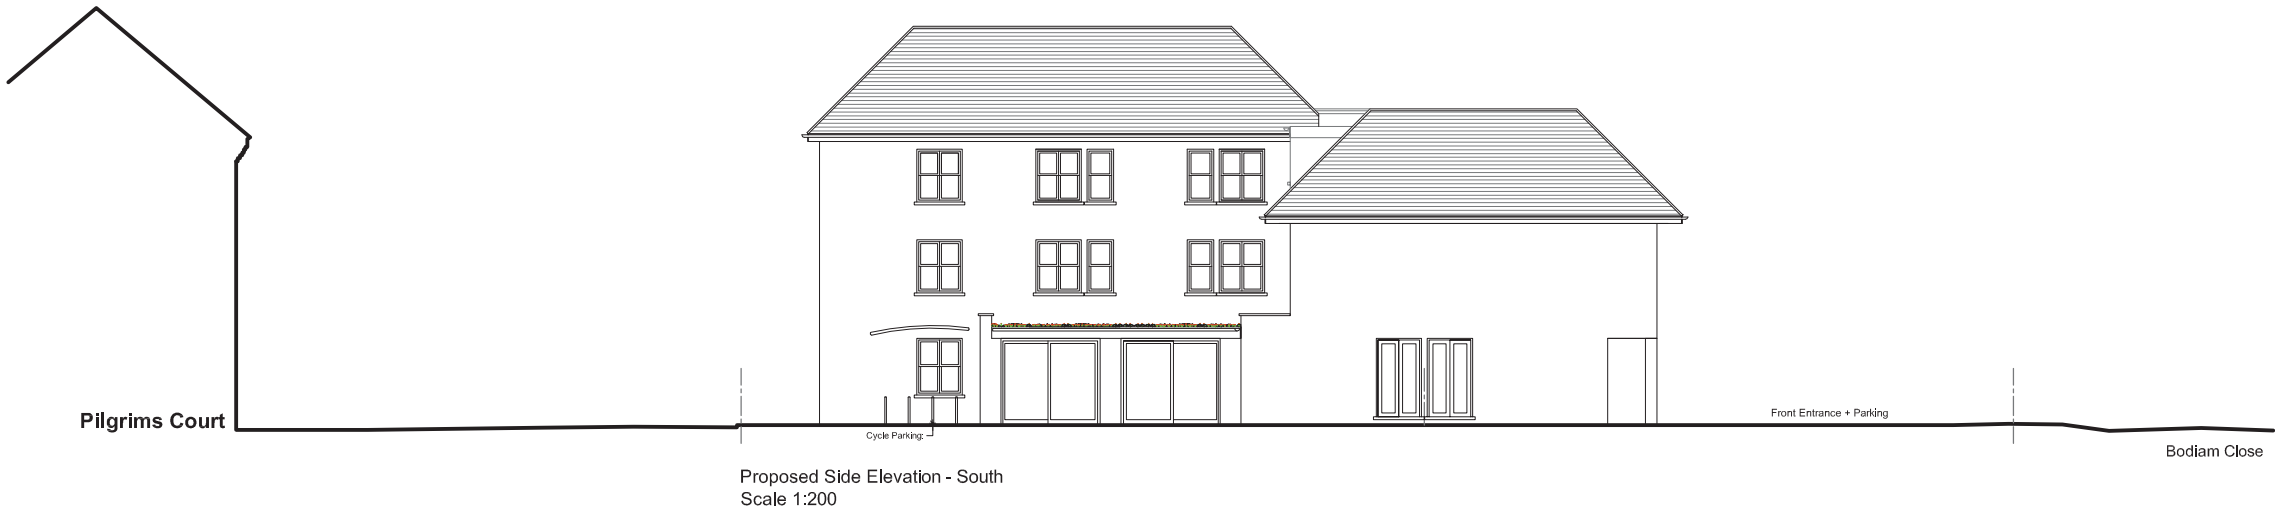 Pilgrims Court
Front Entrance + Parking
Cycle Parking:
Bodiam Close
Proposed Side Elevation - South
Scale 1:200